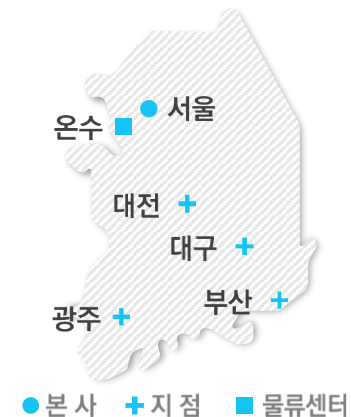 서울
온수
대전
대구
부산
광주
본 사 지 점 물류센터